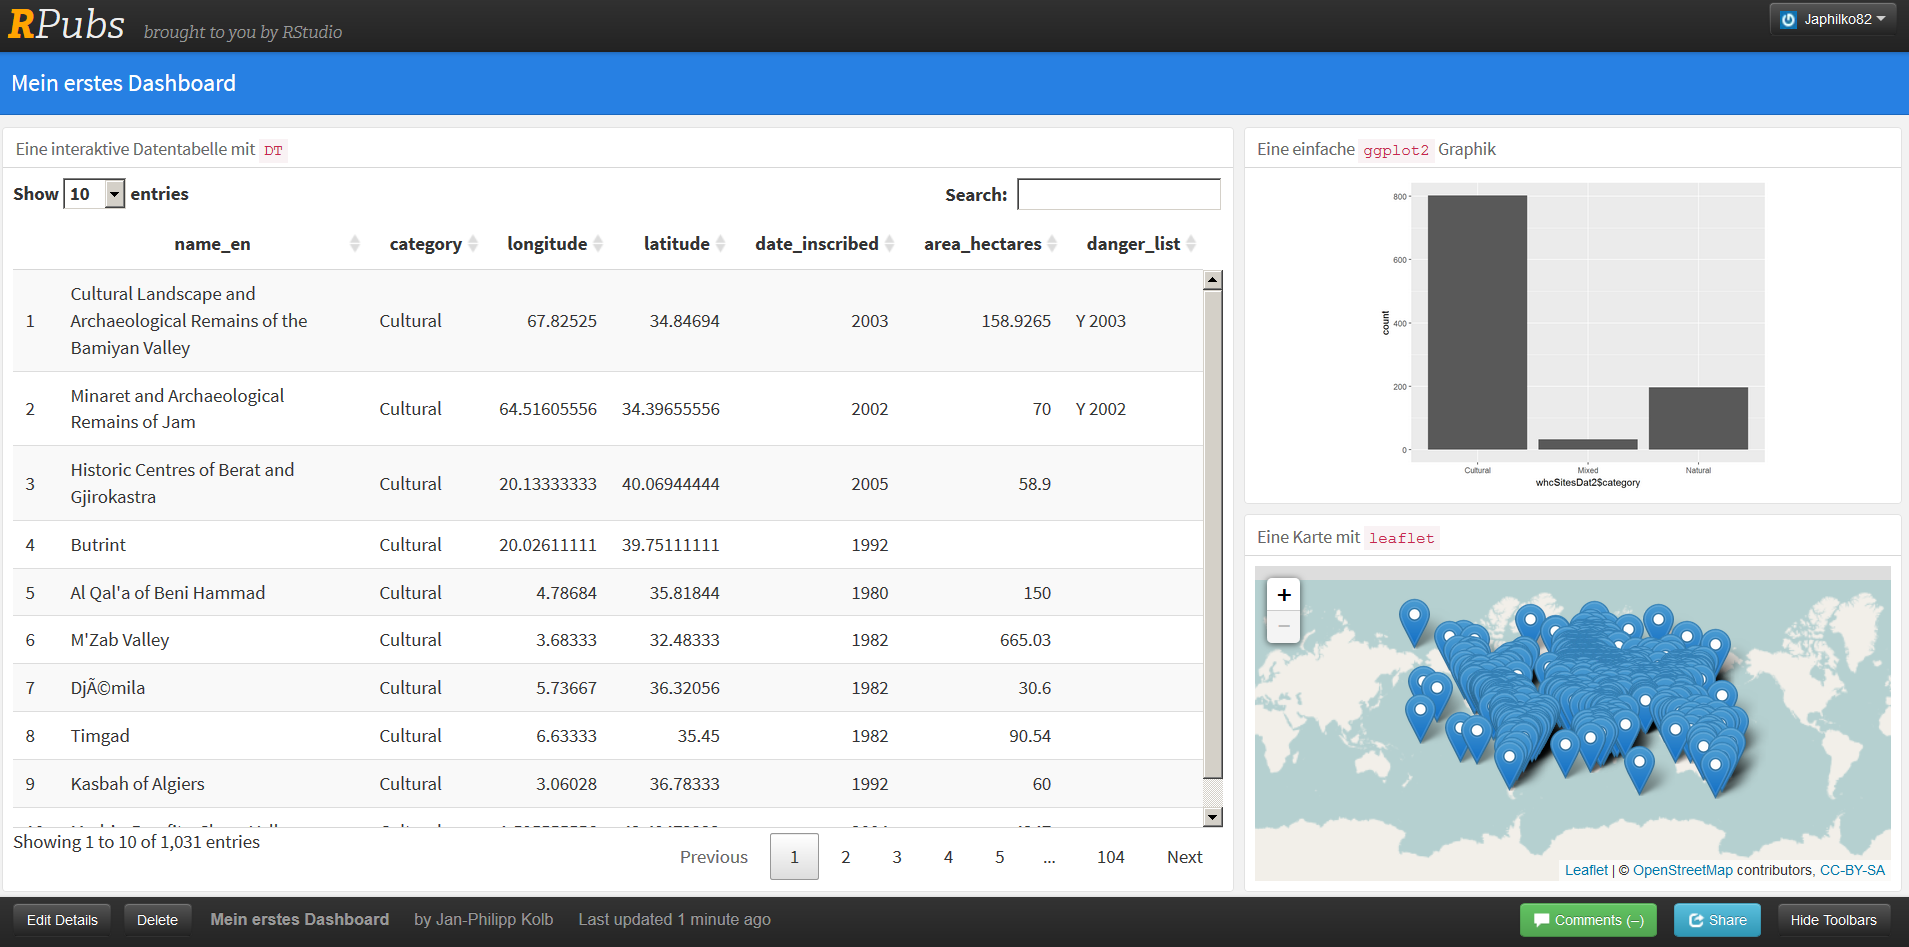 RPubs brought to you by RStudio
Japhilko82
Mein erstes Dashboard
Eine interaktive Datentabelle mit DT
Show 10 entries
Search:
name_en category longitude latitude date_inscribed area_hectares danger_list
1 Cultural Landscape and Archaeological Remains of the Bamiyan Valley Cultural 67.82525 34.84694 2003 158.9265 Y 2003
2 Minaret and Archaeological Remains of Jam Cultural 64.51605556 34.39655556 2002 70 Y 2002
3 Historic Centres of Berat and Gjirokastra Cultural 20.13333333 40.06944444 2005 58.9
4 Butrint Cultural 20.02611111 39.75111111 1992
5 Al Qal'a of Beni Hammad Cultural 4.78684 35.81844 1980 150
6 M'Zab Valley Cultural 3.68333 32.48333 1982 665.03
7 DjÃ©mila Cultural 5.73667 36.32056 1982 30.6
8 Timgad Cultural 6.63333 35.45 1982 90.54
9 Kasbah of Algiers Cultural 3.06028 36.78333 1992 60
Showing 1 to 10 of 1,031 entries
Previous 1 2 3 4 5 ... 104 Next
Eine einfache ggplot2 Graphik
800
600
400
200
0
count
Cultural Mixed Natural
whcSitesDat2$category
Eine Karte mit leaflet
+
−
Leaflet | © OpenStreetMap contributors, CC-BY-SA
Edit Details Delete Mein erstes Dashboard by Jan-Philipp Kolb Last updated 1 minute ago
Comments (–) Share Hide Toolbars